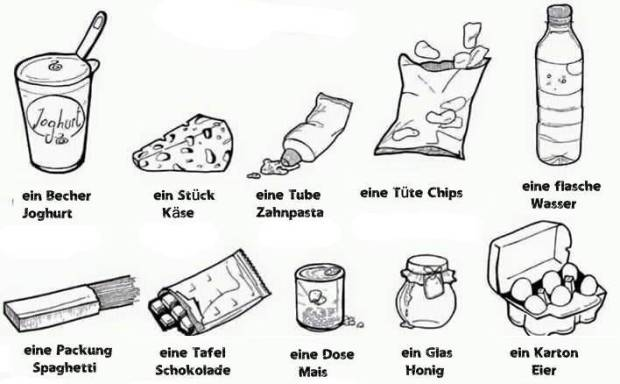 Joghurt
ein Becher
Joghurt
ein Stück
Käse
eine Tube
Zahnpasta
eine Tüte Chips
eine flasche
Wasser
eine Packung
Spaghetti
eine Tafel
Schokolade
eine Dose
Mais
ein Glas
Honig
ein Karton
Eier